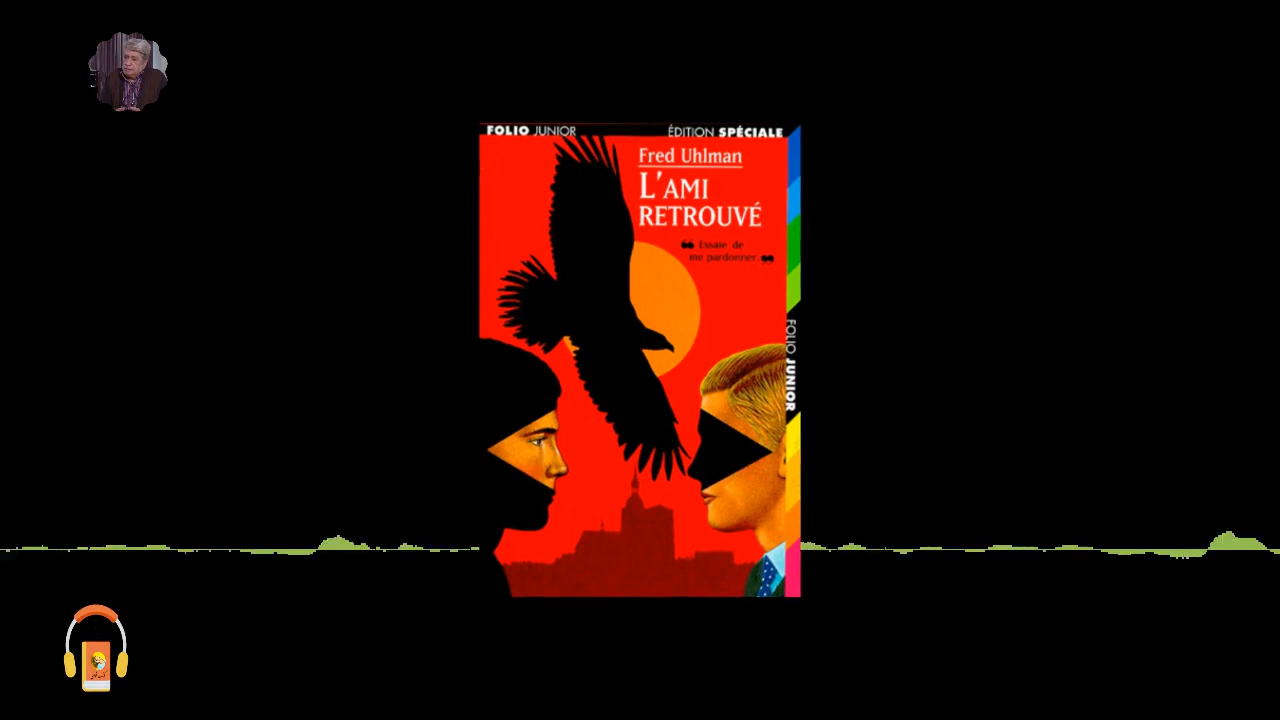 FOLIO JUNIOR
ÉDITION SPÉCIALE
Fred Uhlman
L'AMI
RETROUVÉ
❝ Essaie de
me pardonner. ❞
FOLIO JUNIOR